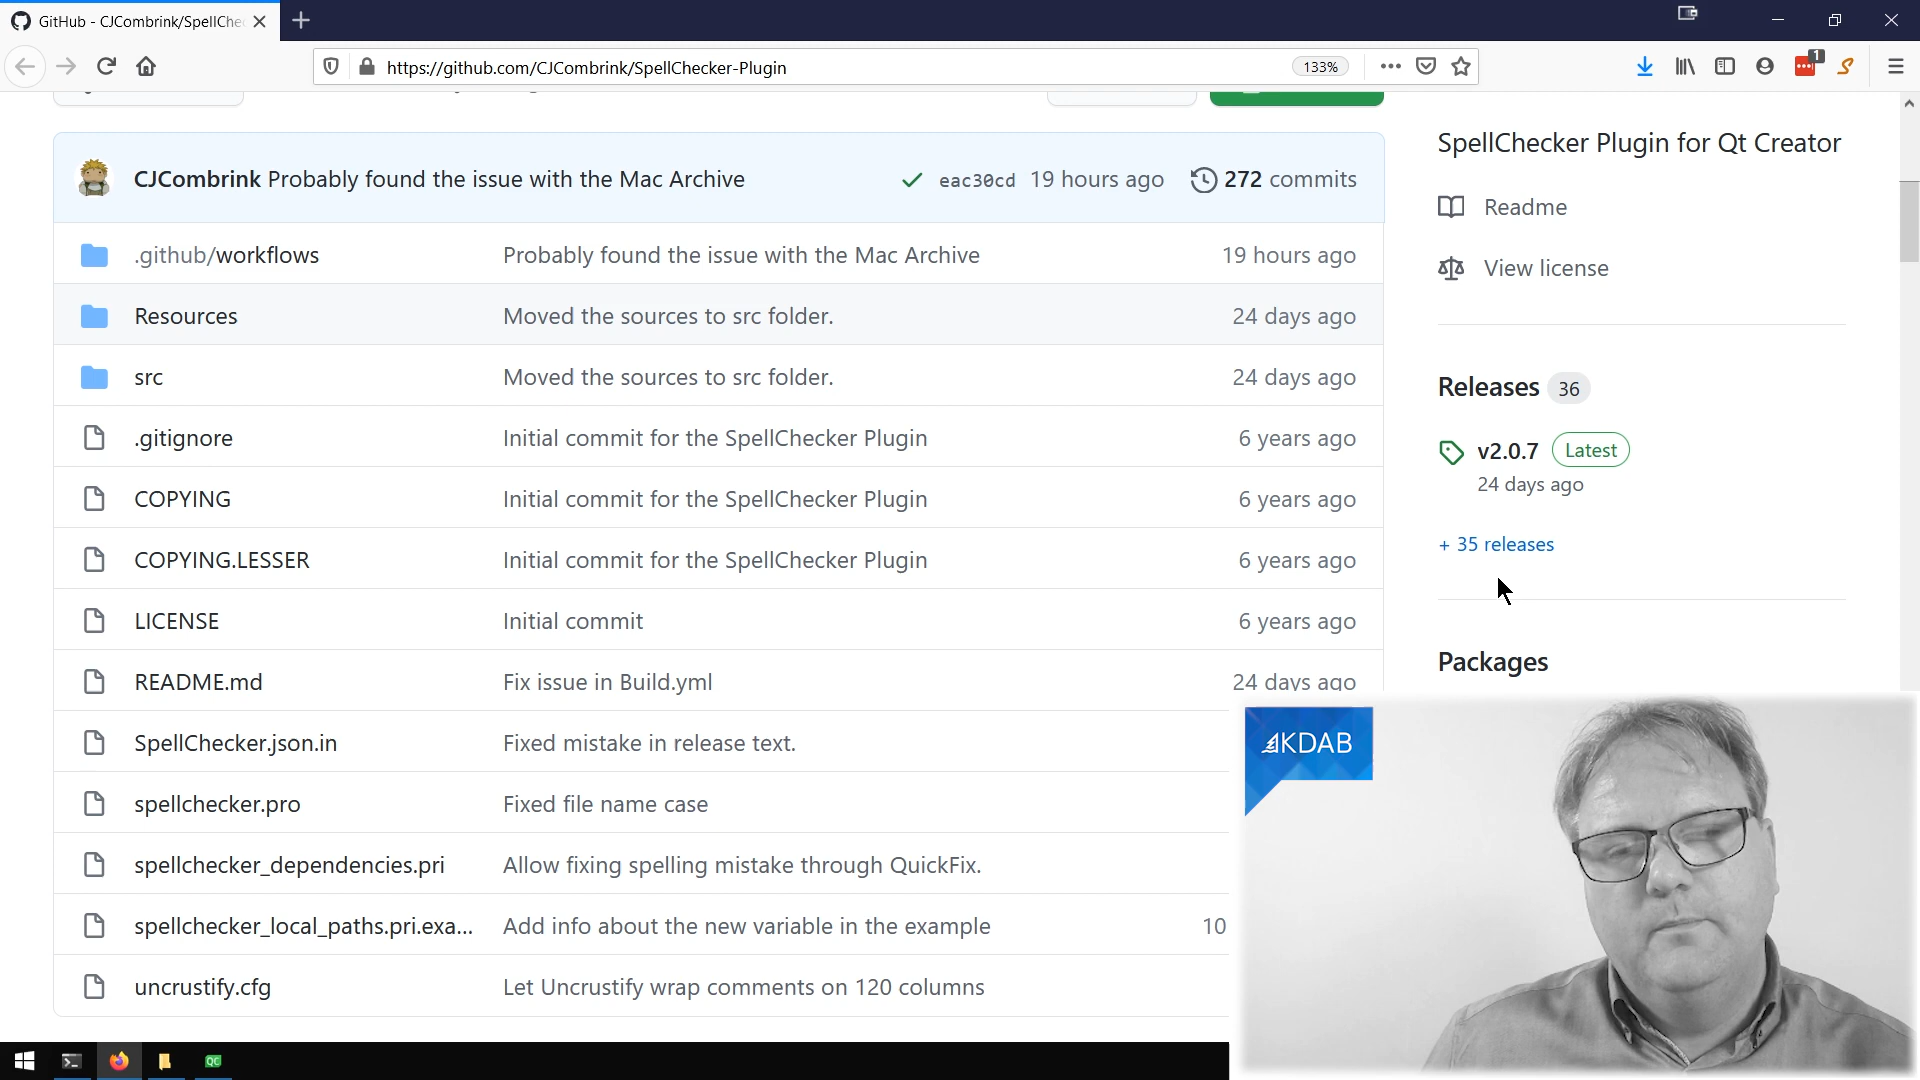 GitHub - CJCombrink/SpellChe
https://github.com/CJCombrink/SpellChecker-Plugin
133%
1
CJCombrink Probably found the issue with the Mac Archive
eac30cd 19 hours ago
272 commits
.github/workflows
Probably found the issue with the Mac Archive
19 hours ago
Resources
Moved the sources to src folder.
24 days ago
src
Moved the sources to src folder.
24 days ago
.gitignore
Initial commit for the SpellChecker Plugin
6 years ago
COPYING
Initial commit for the SpellChecker Plugin
6 years ago
COPYING.LESSER
Initial commit for the SpellChecker Plugin
6 years ago
LICENSE
Initial commit
6 years ago
README.md
Fix issue in Build.yml
24 days ago
SpellChecker.json.in
Fixed mistake in release text.
spellchecker.pro
Fixed file name case
spellchecker_dependencies.pri
Allow fixing spelling mistake through QuickFix.
spellchecker_local_paths.pri.exa...
Add info about the new variable in the example
10
uncrustify.cfg
Let Uncrustify wrap comments on 120 columns
SpellChecker Plugin for Qt Creator
Readme
View license
Releases 36
v2.0.7 Latest
24 days ago
+ 35 releases
Packages
KDAB
QC